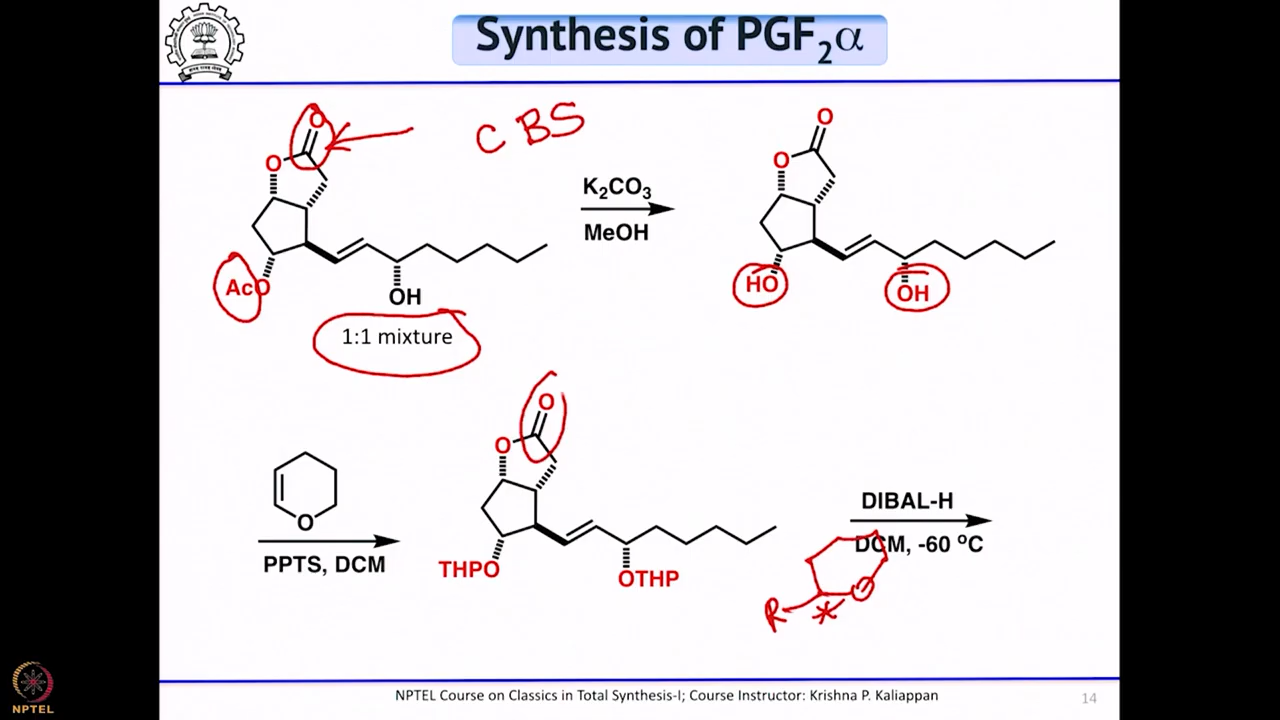 Synthesis of PGF₂α
CBS
O
O
AcO
OH
1:1 mixture
K₂CO₃
MeOH
O
O
HO
OH
O
PPTS, DCM
O
O
THPO
OTHP
DIBAL-H
DCM, -60 °C
R *
NPTEL Course on Classics in Total Synthesis-I; Course Instructor: Krishna P. Kaliappan
14
NPTEL